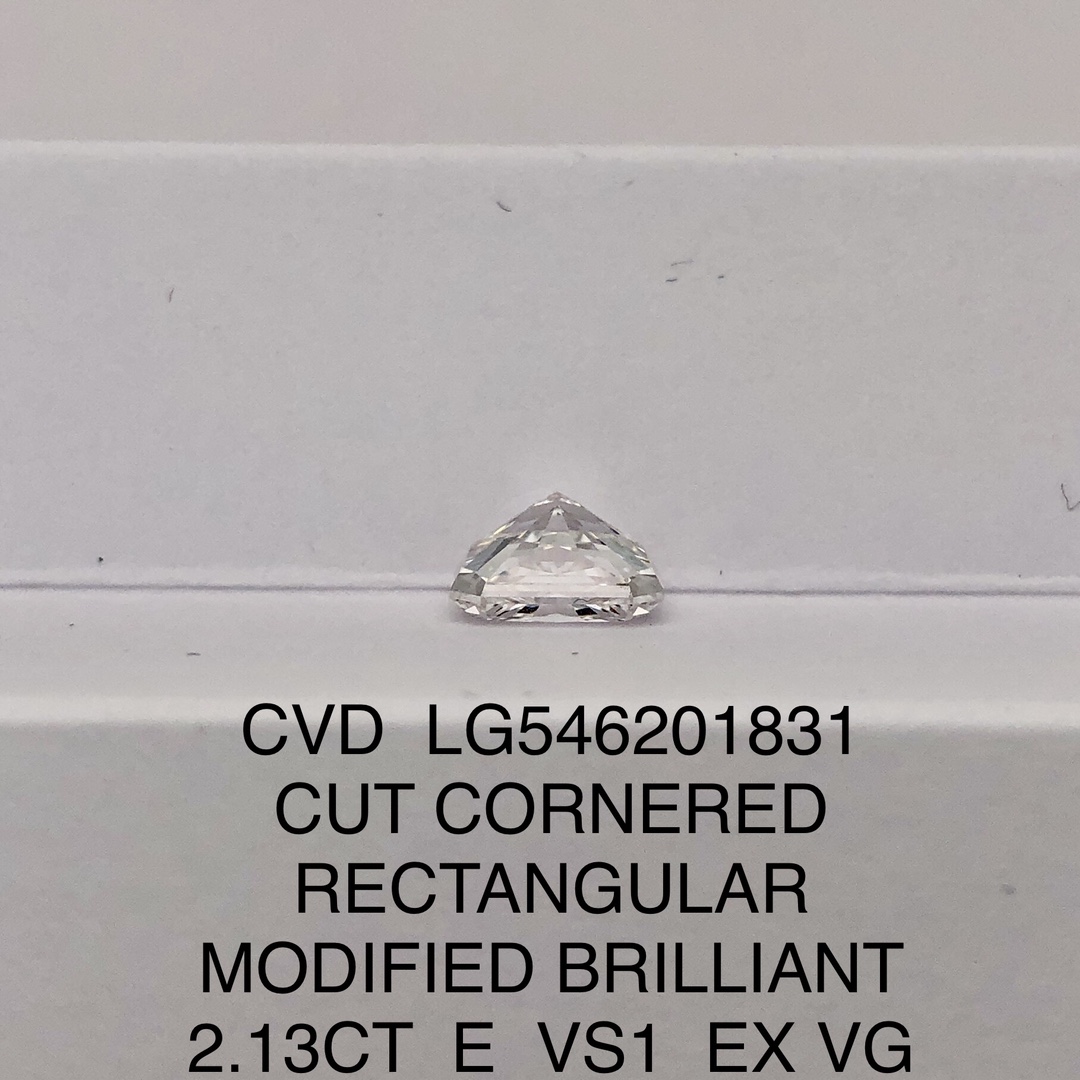 CVD LG546201831
CUT CORNERED
RECTANGULAR
MODIFIED BRILLIANT
2.13CT E VS1 EX VG